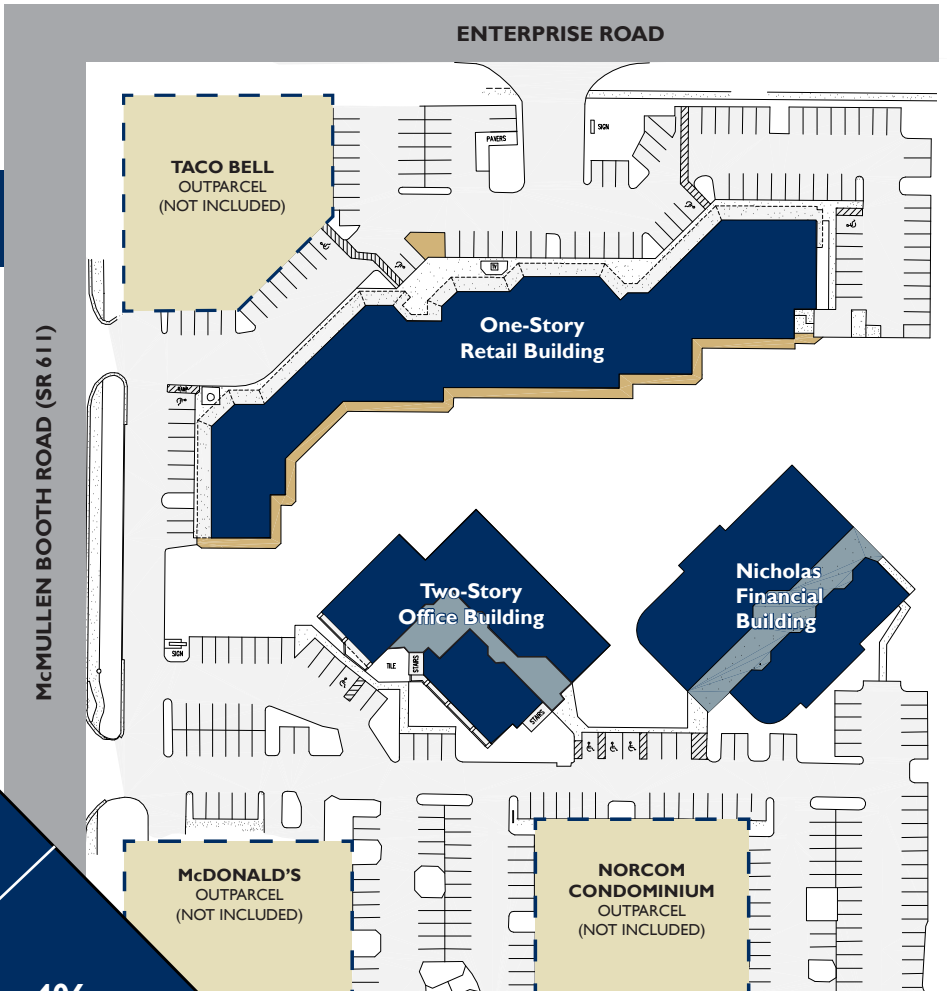 ENTERPRISE ROAD
PAVERS
SIGN
TACO BELL
OUTPARCEL
(NOT INCLUDED)
One-Story
Retail Building
McMULLEN BOOTH ROAD (SR 611)
Two-Story
Office Building
Nicholas
Financial
Building
SIGN
TILE
STAIRS
STAIRS
McDONALD'S
OUTPARCEL
(NOT INCLUDED)
NORCOM
CONDOMINIUM
OUTPARCEL
(NOT INCLUDED)